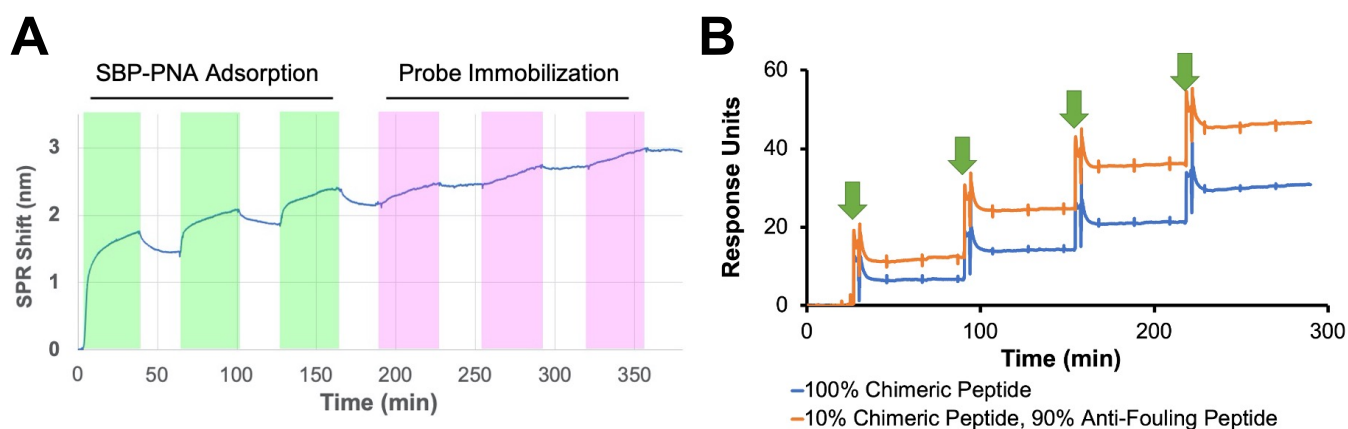 A
SBP-PNA Adsorption
Probe Immobilization
SPR Shift (nm)
3
2
1
0
0 50 100 150 200 250 300 350
Time (min)
B
Response Units
60
40
20
0
0 100 200 300
Time (min)
100% Chimeric Peptide
10% Chimeric Peptide, 90% Anti-Fouling Peptide